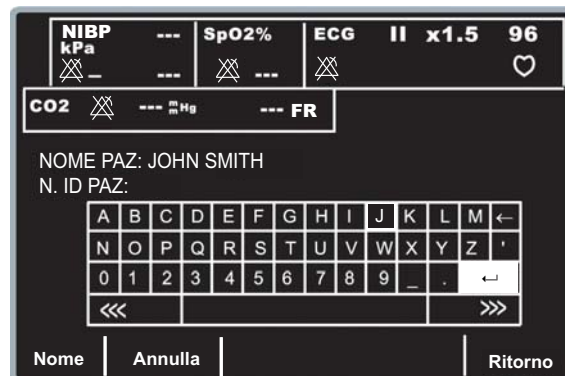 NIBP --- SpO2% ECG II x1.5 96
kPa
– --- ---
CO2 --- mmHg --- FR
NOME PAZ: JOHN SMITH
N. ID PAZ:
A B C D E F G H I J K L M ←
N O P Q R S T U V W X Y Z '
0 1 2 3 4 5 6 7 8 9 _ . ↵
<<< >>>
Nome Annulla Ritorno